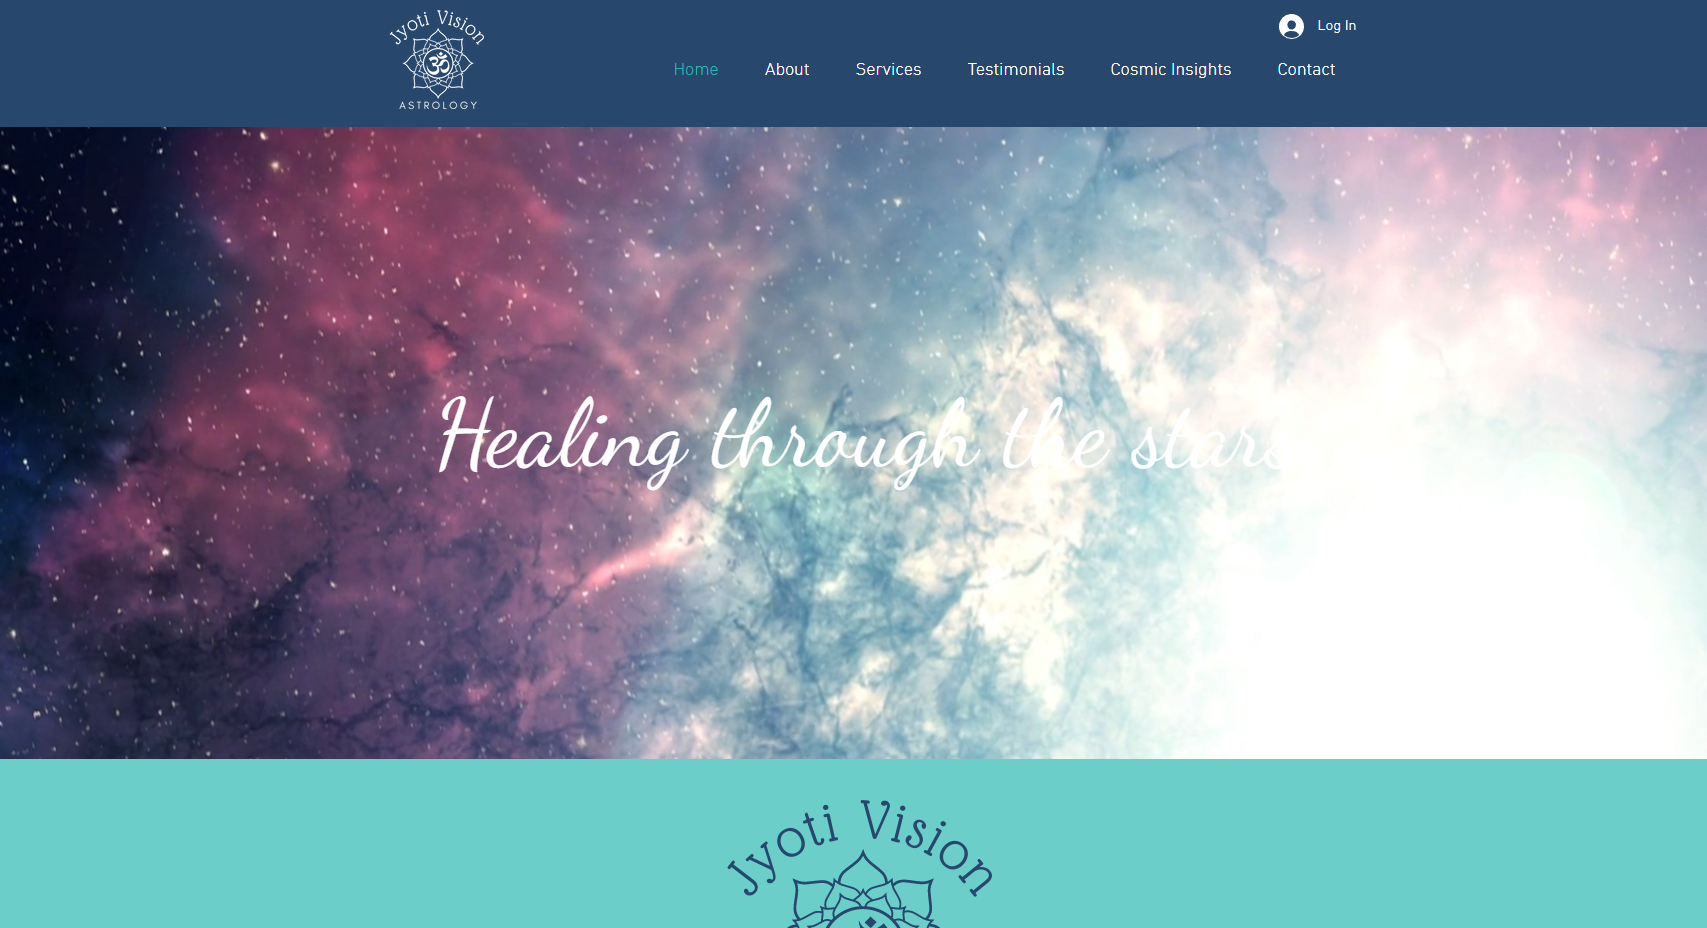 Jyoti Vision
ASTROLOGY
Log In
Home About Services Testimonials Cosmic Insights Contact
Healing through the stars
Jyoti Vision